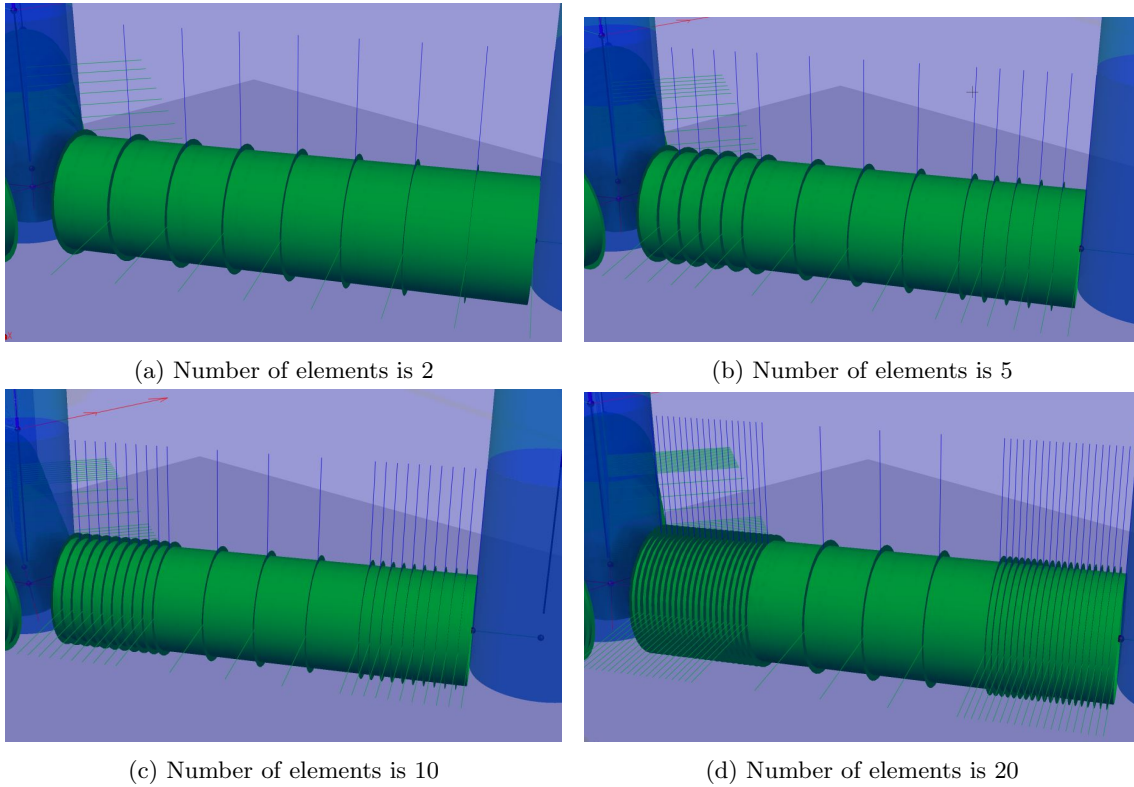 (a) Number of elements is 2
(b) Number of elements is 5
(c) Number of elements is 10
(d) Number of elements is 20